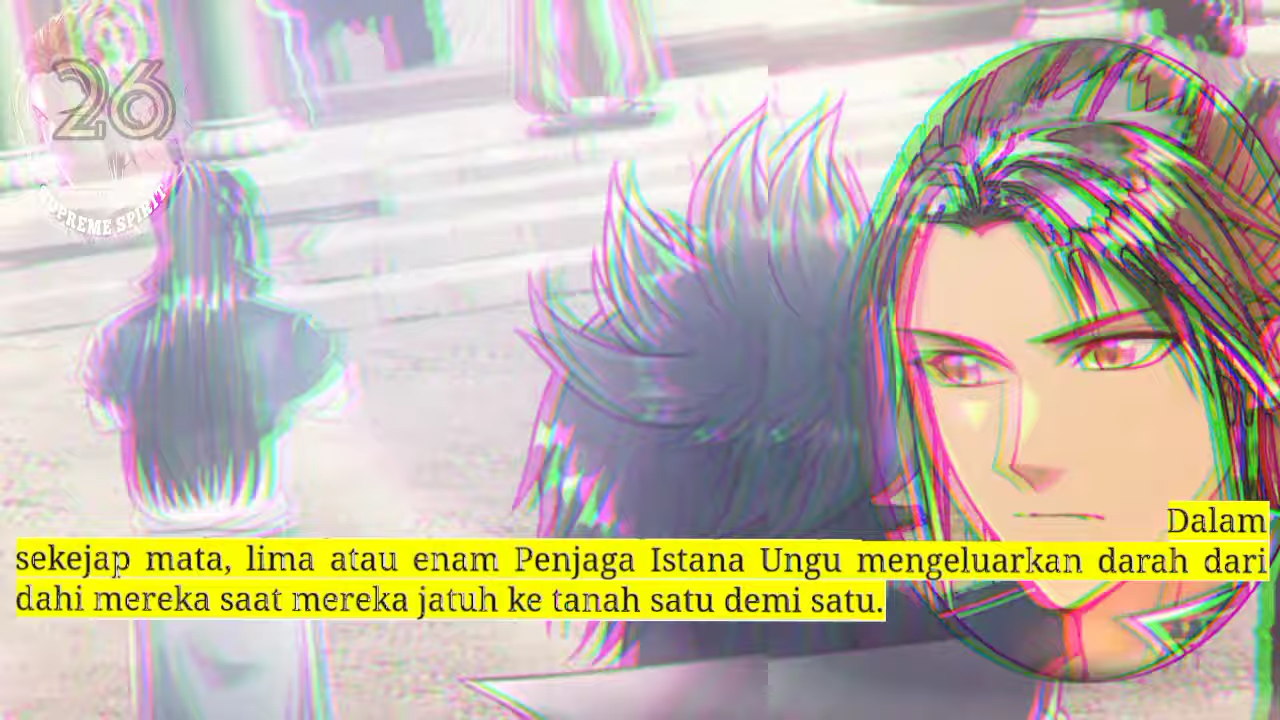 26
SUPREME SPIRIT
Dalam
sekejap mata, lima atau enam Penjaga Istana Ungu mengeluarkan darah dari
dahi mereka saat mereka jatuh ke tanah satu demi satu.